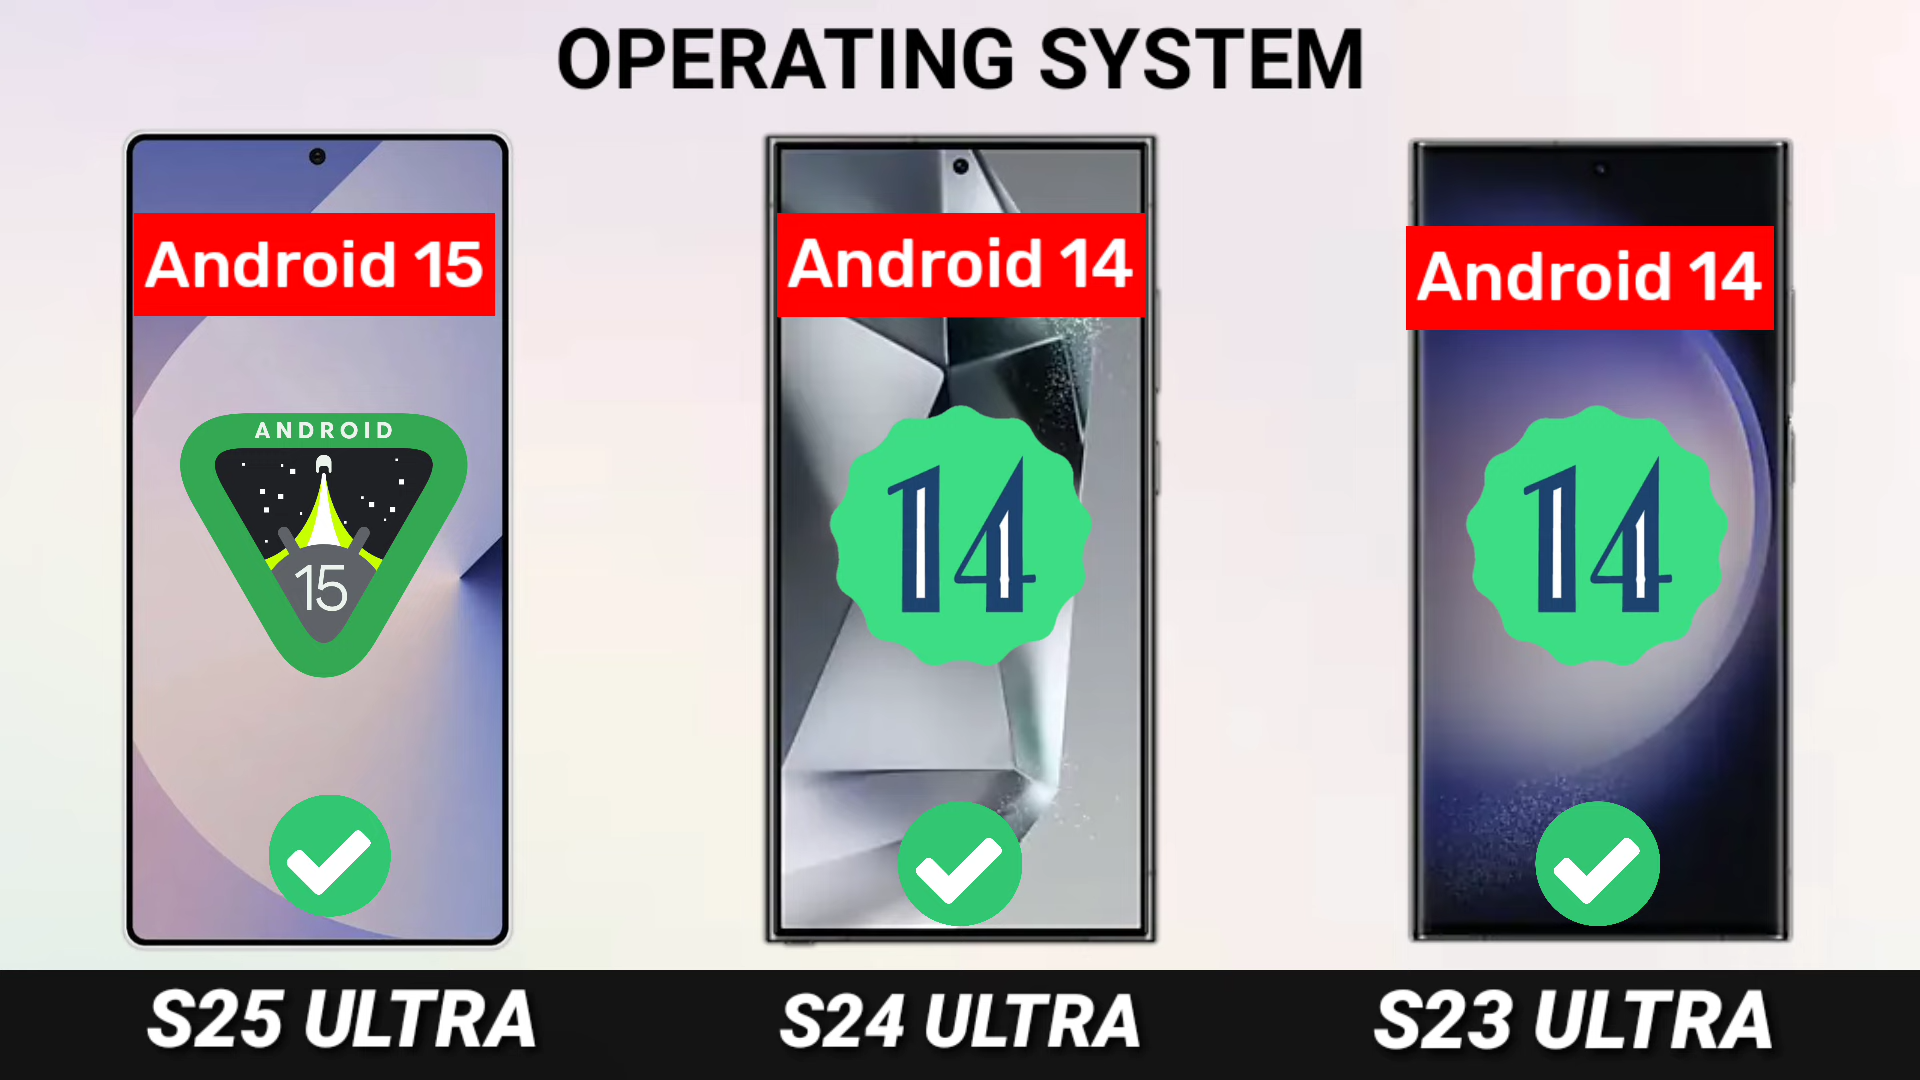 OPERATING SYSTEM
Android 15
Android 14
Android 14
ANDROID
15
14
14
S25 ULTRA
S24 ULTRA
S23 ULTRA